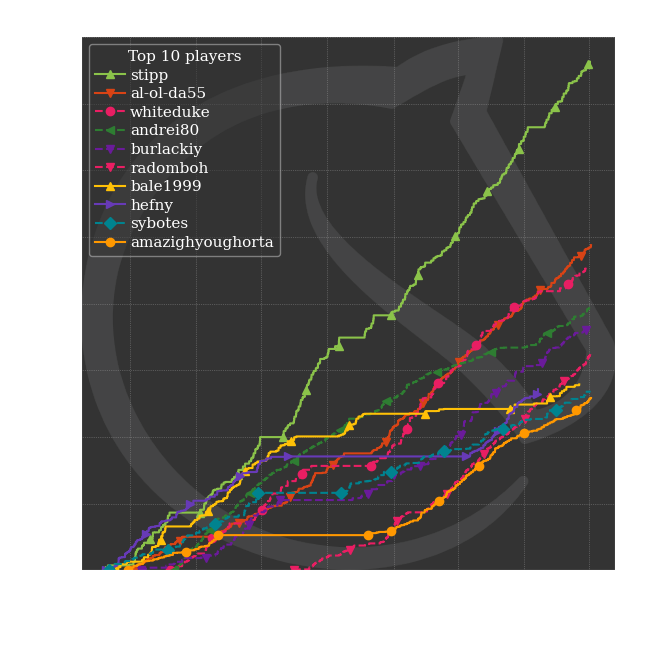 Top 10 players
stipp
al-ol-da55
whiteduke
andrei80
burlackiy
radomboh
bale1999
hefny
sybotes
amazighyoughorta